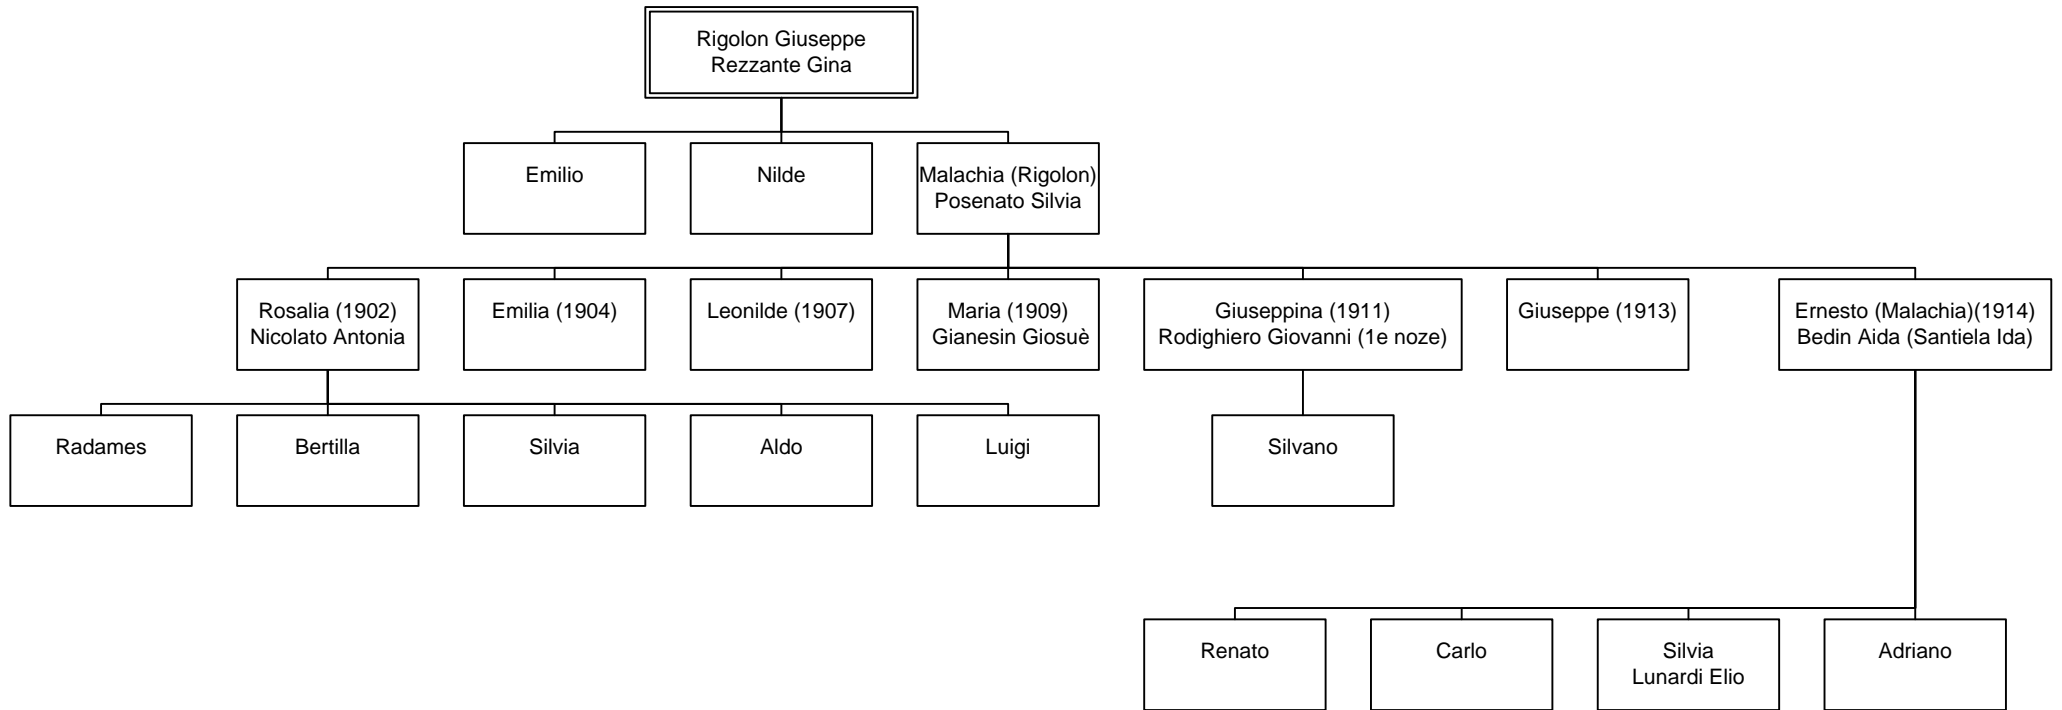 Rigolon Giuseppe
Rezzante Gina
Emilio
Nilde
Malachia (Rigolon)
Posenato Silvia
Rosalia (1902)
Nicolato Antonia
Emilia (1904)
Leonilde (1907)
Maria (1909)
Gianesin Giosuè
Giuseppina (1911)
Rodighiero Giovanni (1e noze)
Giuseppe (1913)
Ernesto (Malachia)(1914)
Bedin Aida (Santiela Ida)
Radames
Bertilla
Silvia
Aldo
Luigi
Silvano
Renato
Carlo
Silvia
Lunardi Elio
Adriano